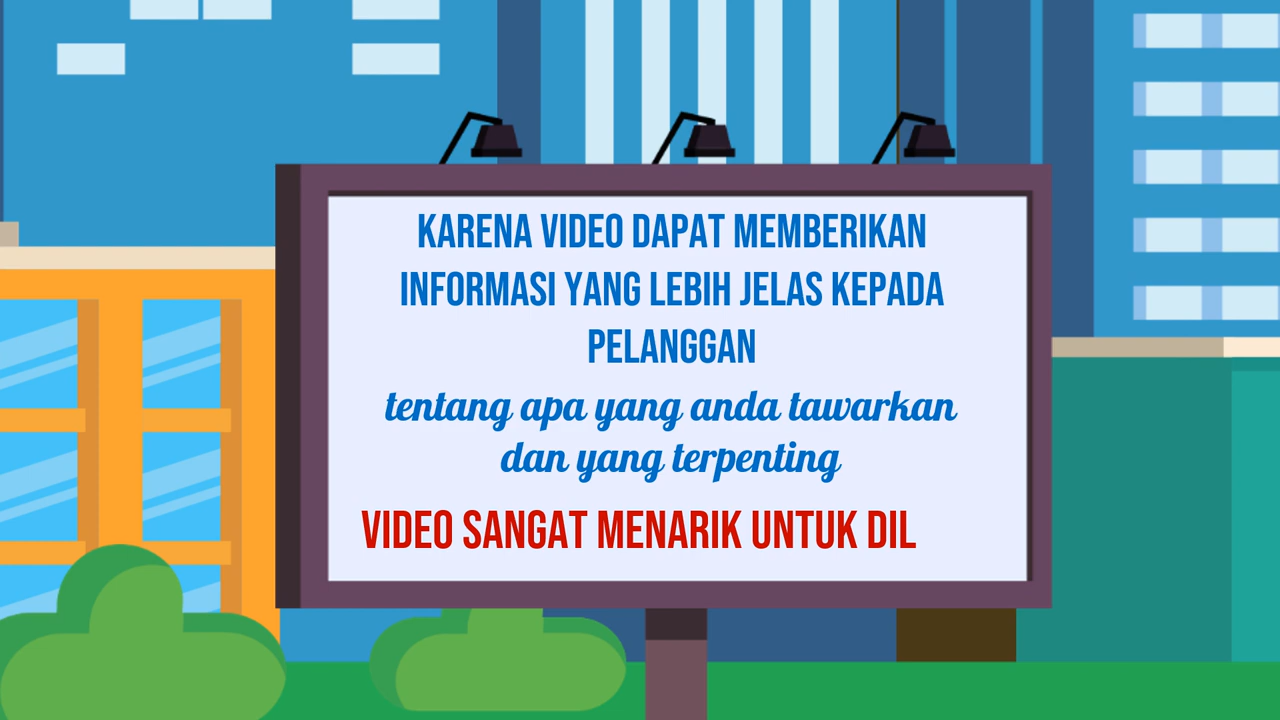 KARENA VIDEO DAPAT MEMBERIKAN
INFORMASI YANG LEBIH JELAS KEPADA
PELANGGAN
tentang apa yang anda tawarkan
dan yang terpenting
VIDEO SANGAT MENARIK UNTUK DIL